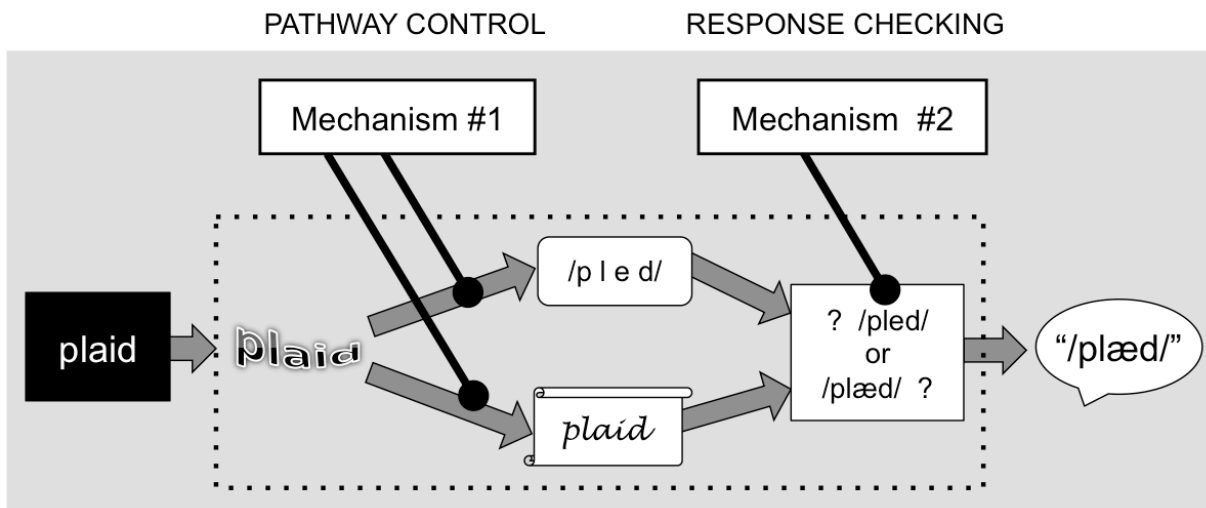 PATHWAY CONTROL
RESPONSE CHECKING
Mechanism #1
Mechanism #2
plaid
plaid
/p l e d/
plaid
? /pled/
or
/plæd/ ?
“/plæd/”